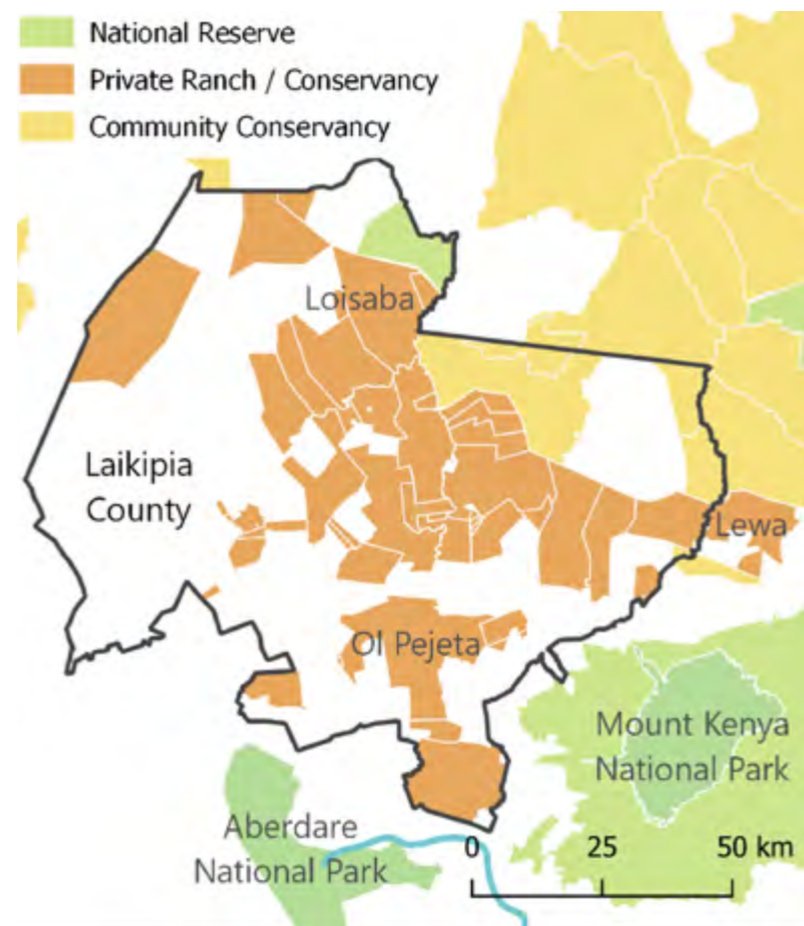 National Reserve
Private Ranch / Conservancy
Community Conservancy
Loisaba
Laikipia
County
Lewa
Ol Pejeta
Mount Kenya
National Park
Aberdare
National Park
0 25 50 km